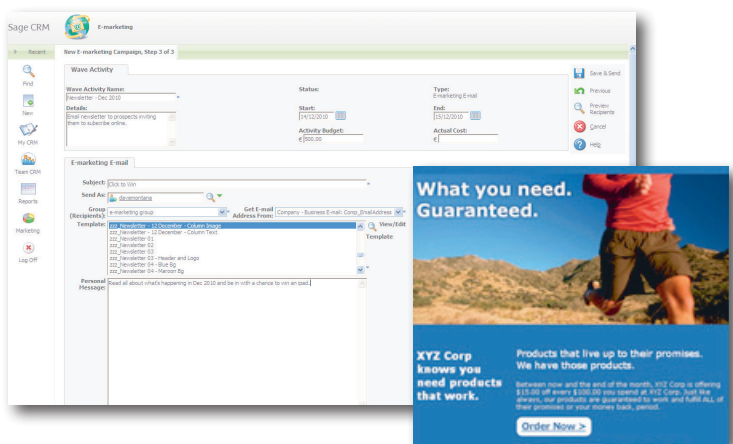 Sage CRM
E-marketing
Recent
New E-marketing Campaign, Step 3 of 3
Find
New
My CRM
Team CRM
Reports
Marketing
Log Off
Wave Activity
Wave Activity Name:
Newsletter - Dec 2010
Status:
Type:
E-marketing E-mail
Details:
Email newsletter to prospects inviting
them to subscribe online.
Start:
14/12/2010
End:
15/12/2010
Activity Budget:
€ 500.00
Actual Cost:
€
Save & Send
Previous
Preview
Recipients
Cancel
Help
E-marketing E-mail
Subject: Click to Win
Send As: davemontana
Group
(Recipients): e-marketing group
Get E-mail
Address From: Company - Business E-mail: Comp_EmailAddress
Template:
zzz_Newsletter - 12 December - Column Image
zzz_Newsletter - 12 December - Column Text
zzz_Newsletter 01
zzz_Newsletter 02
zzz_Newsletter 03
zzz_Newsletter 03 - Header and Logo
zzz_Newsletter 04 - Blue Bg
zzz_Newsletter 04 - Maroon Bg
View/Edit
Template
Personal
Message:
Read all about what's happening in Dec 2010 and be in with a chance to win an ipad.
What you need.
Guaranteed.
XYZ Corp
knows you
need products
that work.
Products that live up to their promises.
We have those products.
Between now and the end of the month, XYZ Corp is offering
$15.00 off every $100.00 you spend at XYZ Corp. Just like
always, our products are guaranteed to work and fulfill ALL of
their promises or your money back, period.
Order Now >